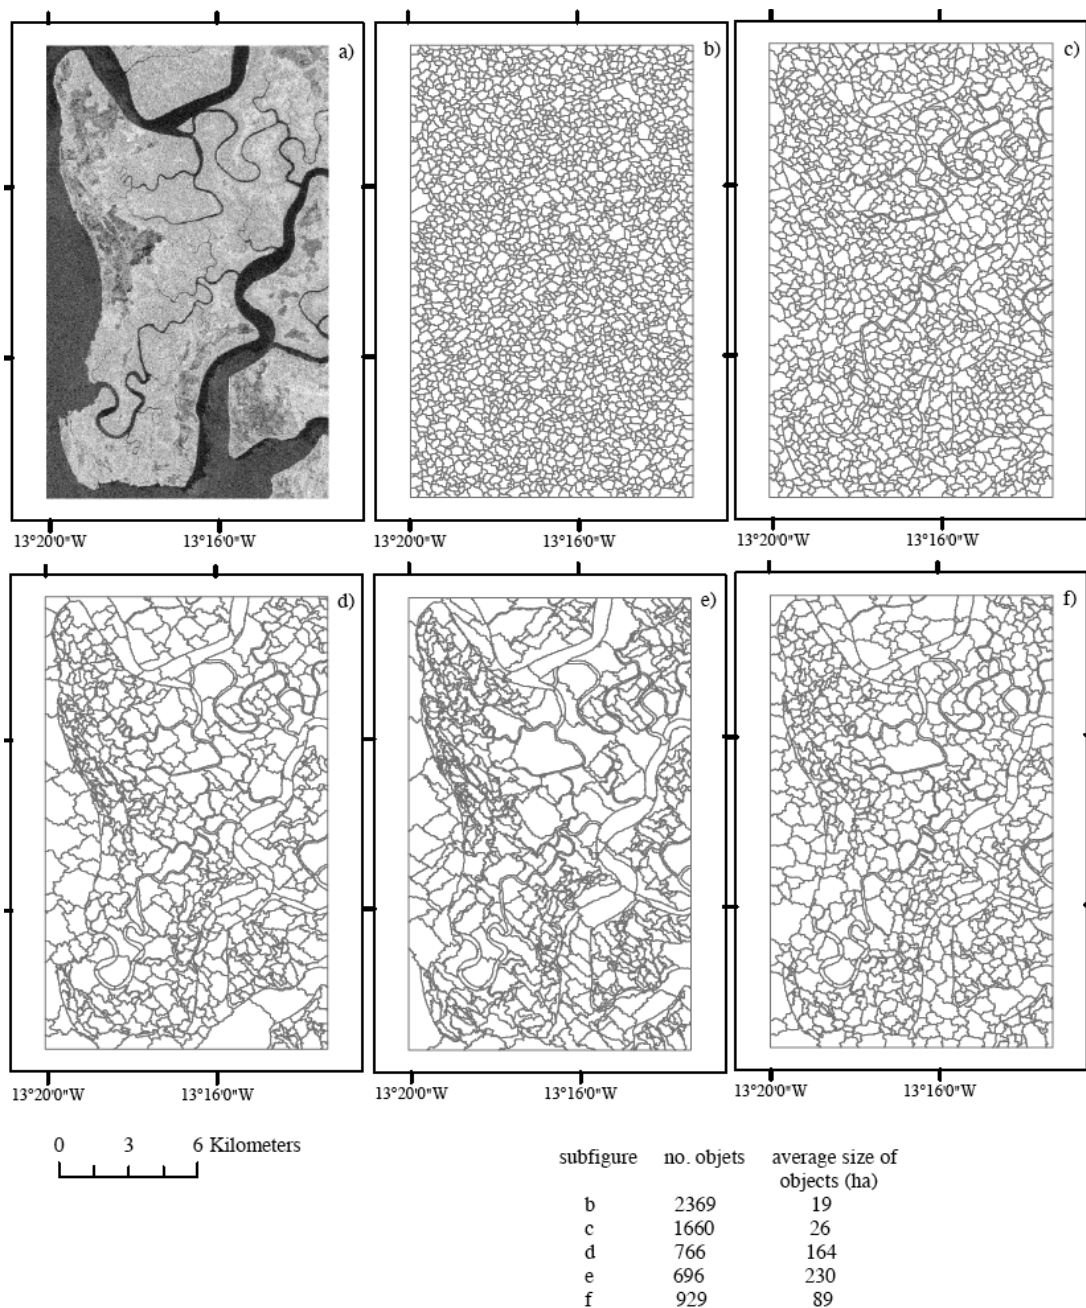 a)
b)
c)
13°20'0"W
13°16'0"W
13°20'0"W
13°16'0"W
13°20'0"W
13°16'0"W
d)
e)
f)
13°20'0"W
13°16'0"W
13°20'0"W
13°16'0"W
13°20'0"W
13°16'0"W
0 3 6 Kilometers
subfigure no. objets average size of
objects (ha)
b 2369 19
c 1660 26
d 766 164
e 696 230
f 929 89